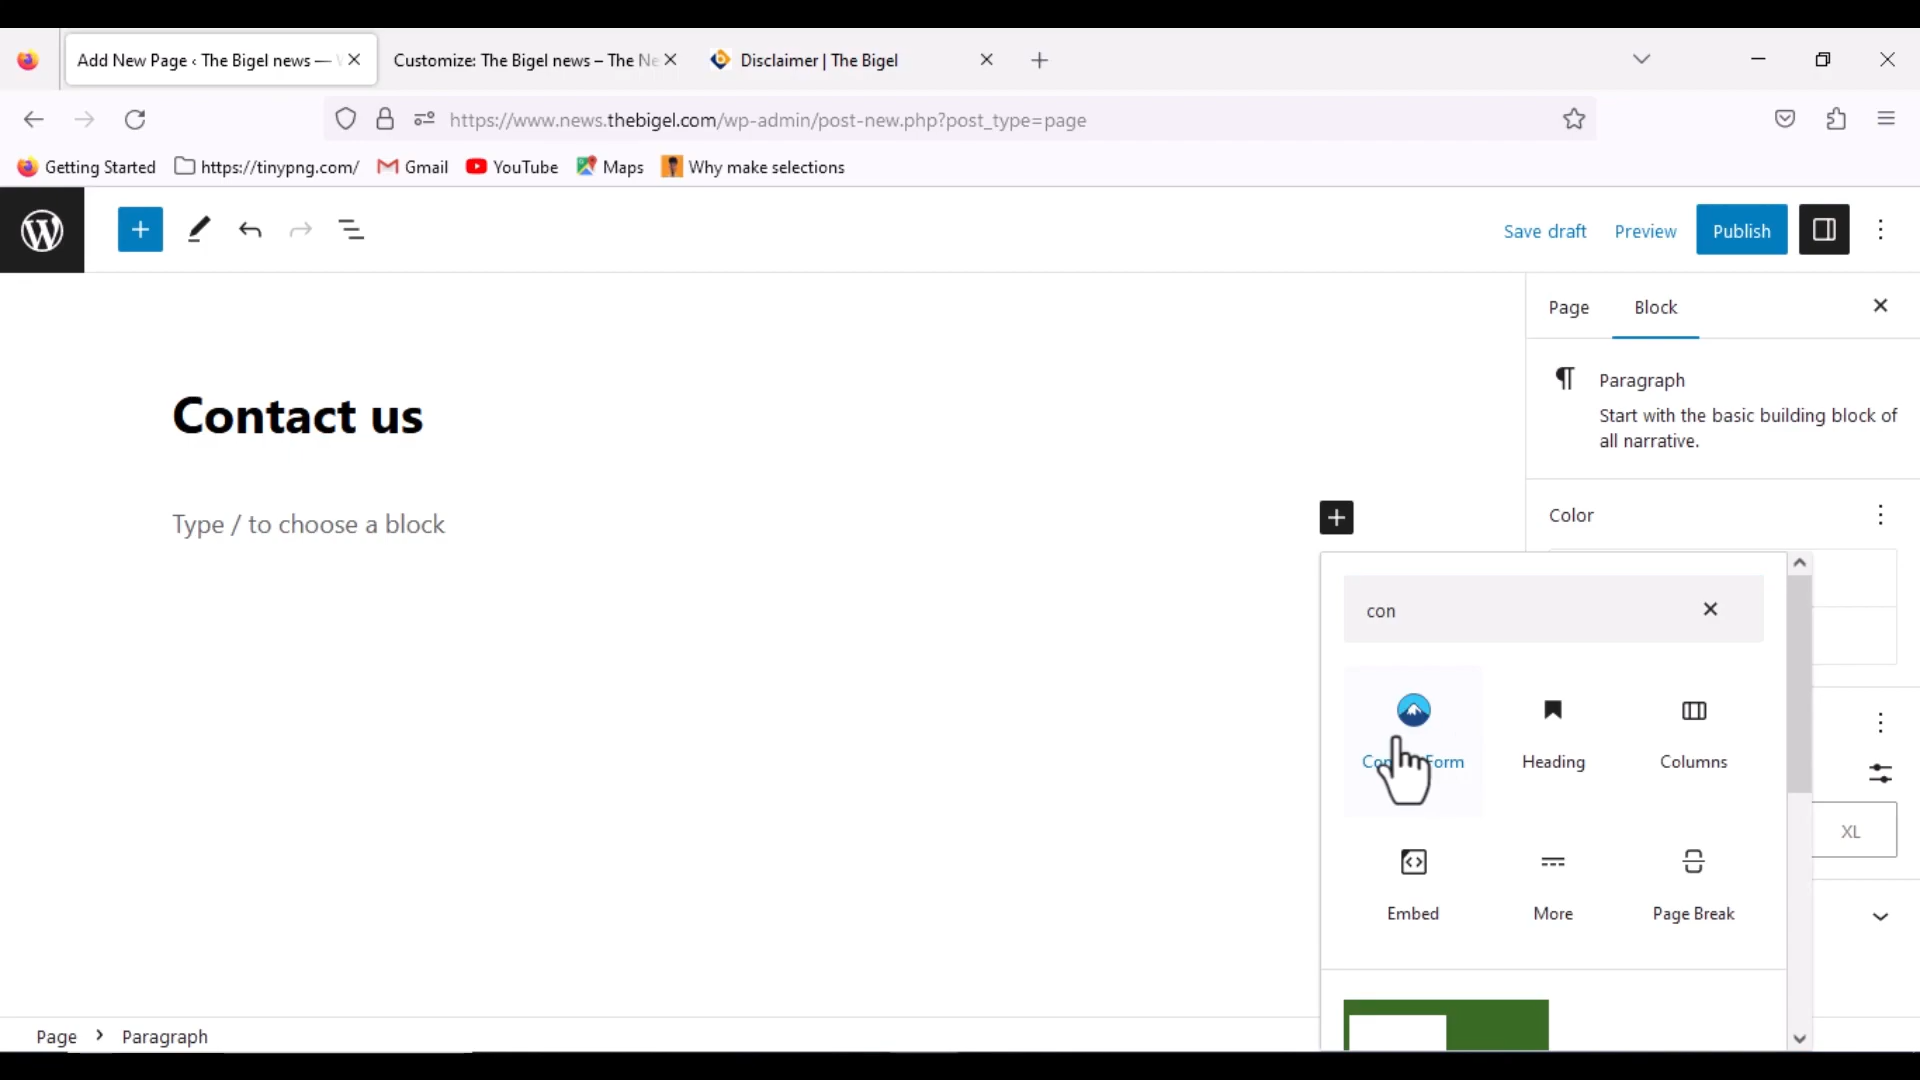 Add New Page ‹ The Bigel news —
Customize: The Bigel news – The Ne
Disclaimer | The Bigel
https://www.news.thebigel.com/wp-admin/post-new.php?post_type=page
Getting Started
https://tinypng.com/
Gmail
YouTube
Maps
Why make selections
Save draft
Preview
Publish
Page
Block
Paragraph
Start with the basic building block of
all narrative.
Contact us
Color
Type / to choose a block
con
Form
Heading
Columns
XL
Embed
More
Page Break
Page
Paragraph